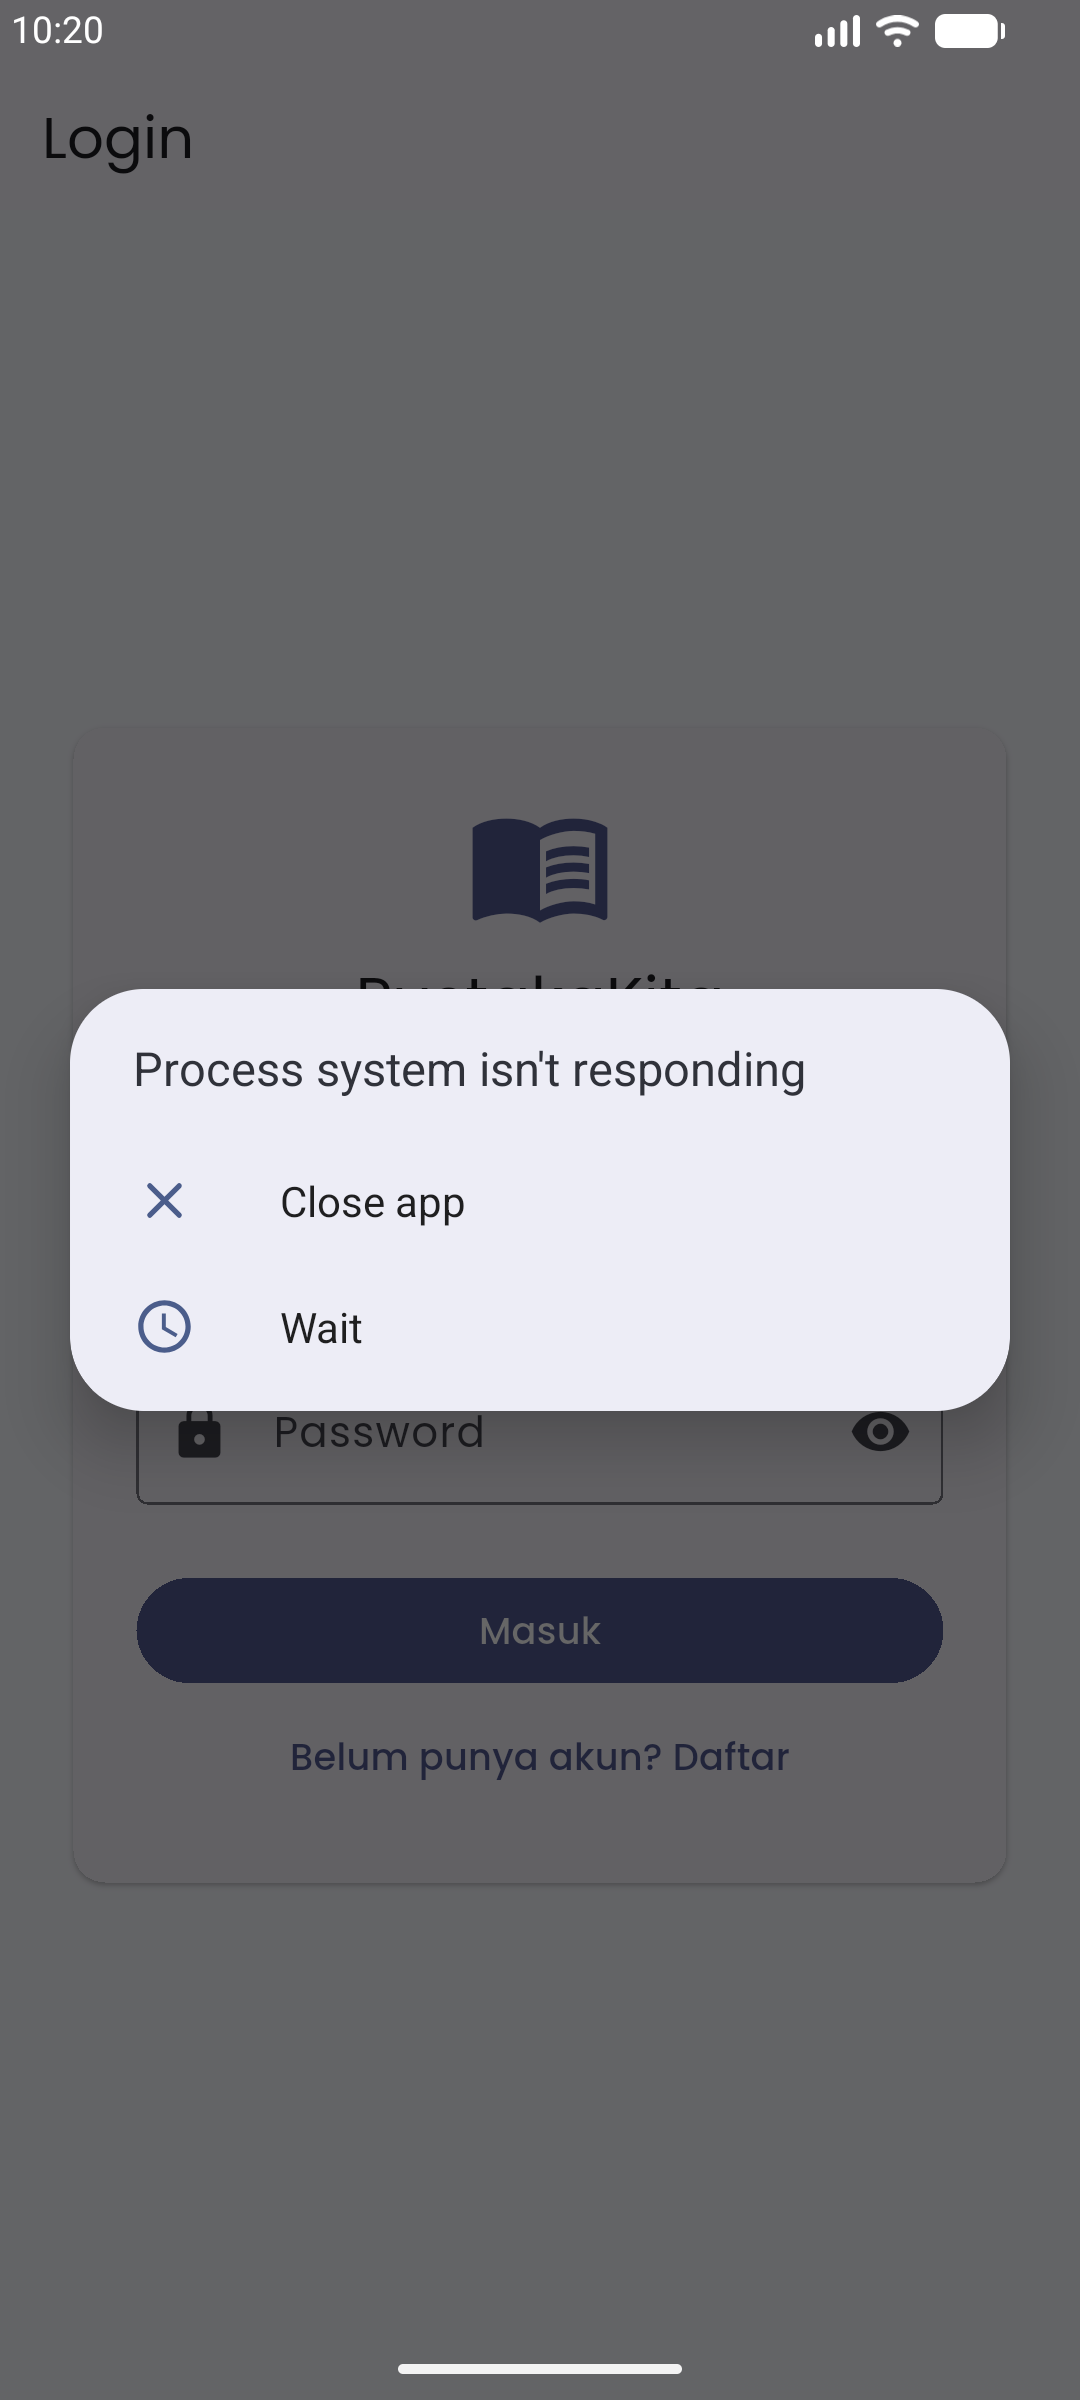 10:20
Login
Process system isn't responding
Close app
Wait
Password
Masuk
Belum punya akun? Daftar